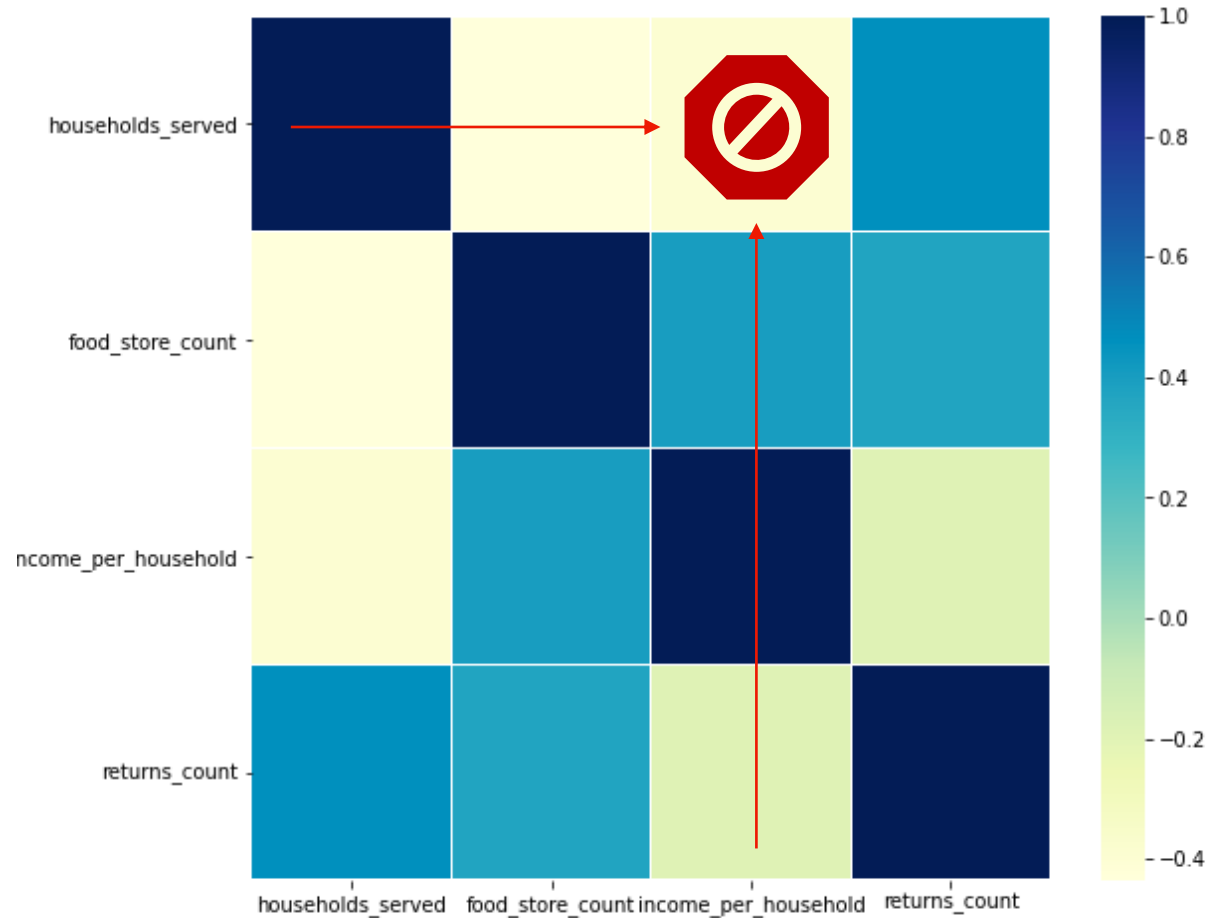 1.0
0.8
households_served
0.6
food_store_count
0.4
0.2
ncome_per_household
0.0
−0.2
returns_count
−0.4
households_served food_store_count income_per_household returns_count